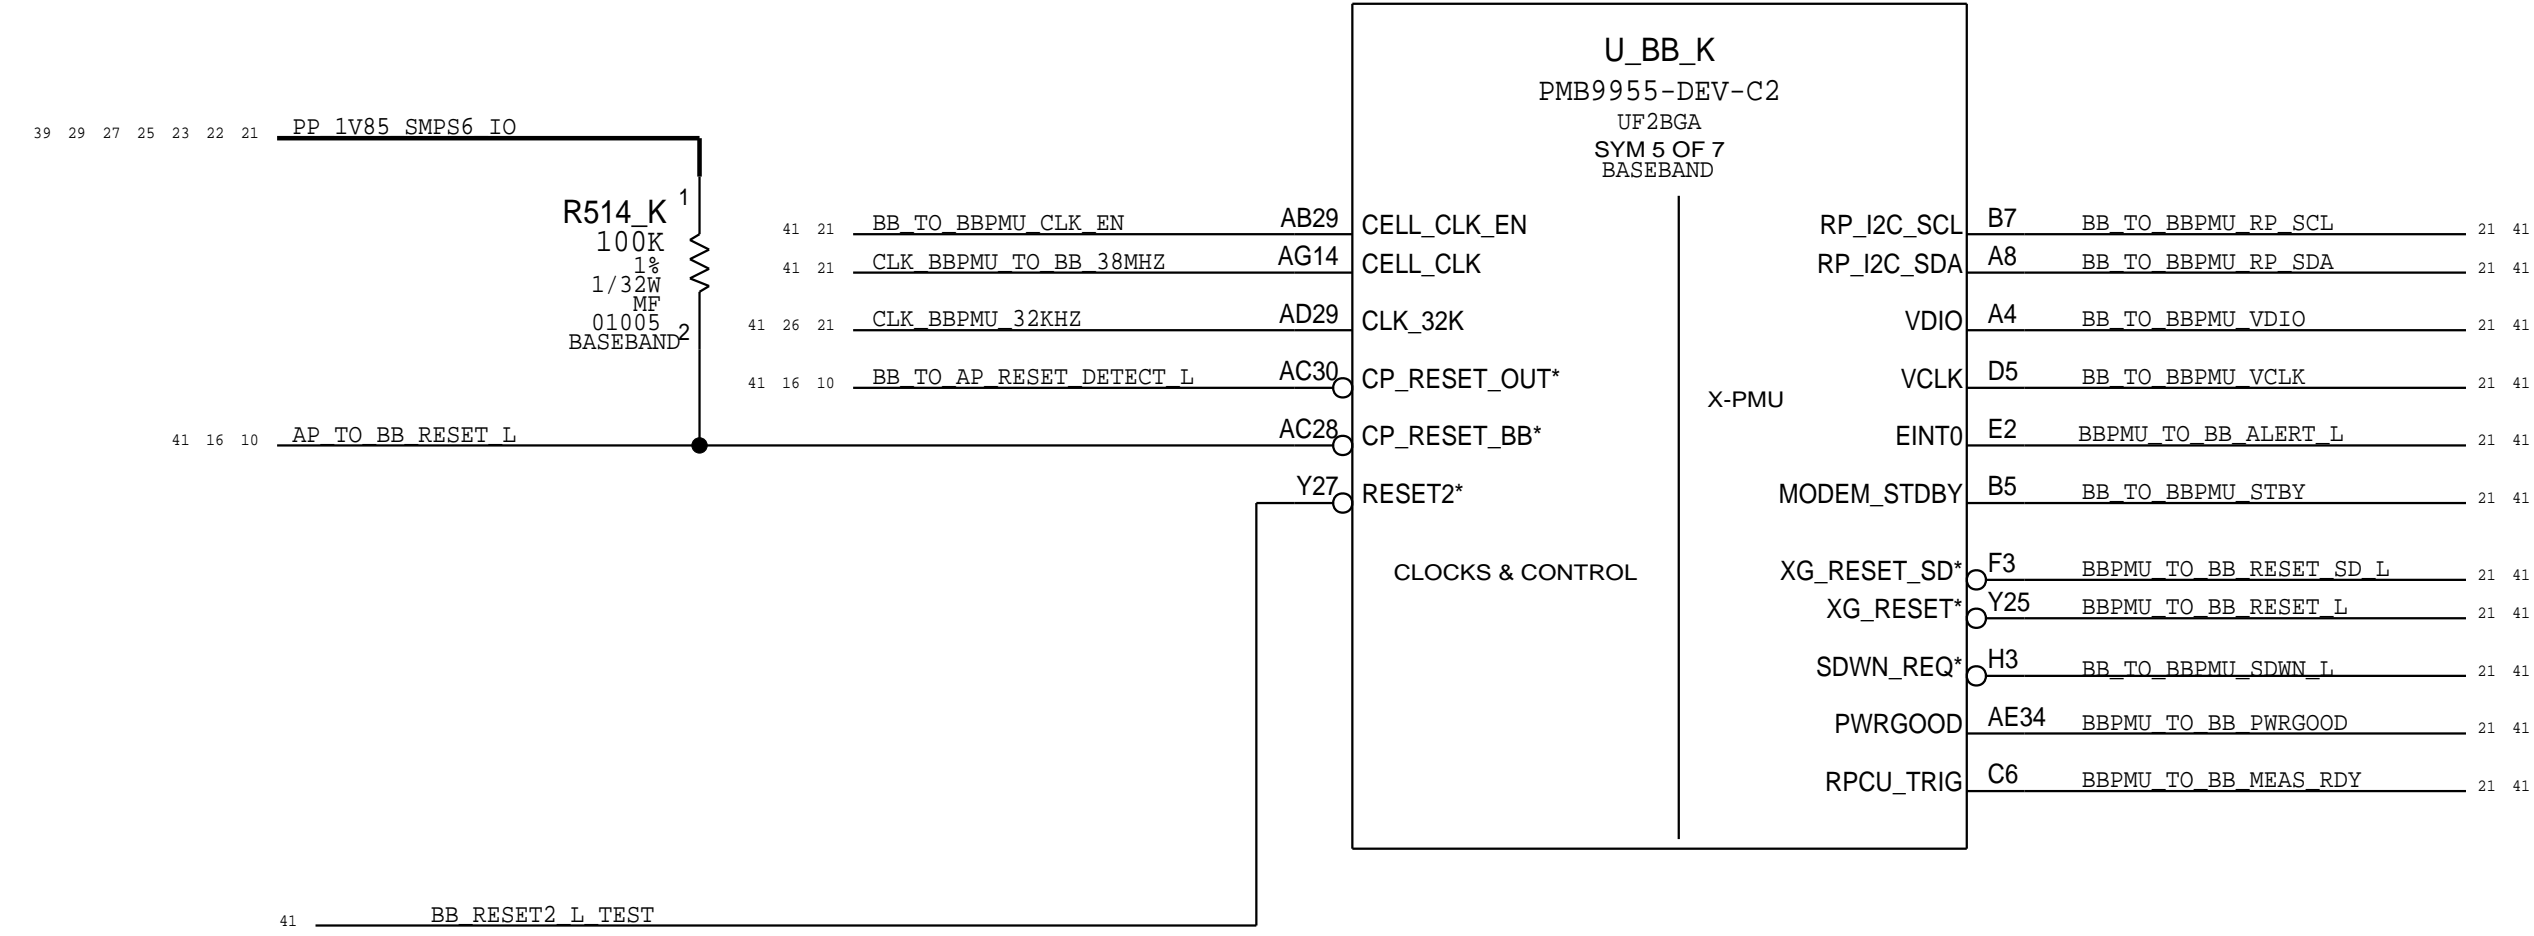 U_BB_K
PMB9955-DEV-C2
UF2BGA
SYM 5 OF 7
BASEBAND
39 29 27 25 23 22 21 PP_1V85_SMPS6_IO
R514_K 1
100K
1%
1/32W
MF
01005
BASEBAND 2
41 21 BB_TO_BBPMU_CLK_EN AB29 CELL_CLK_EN
41 21 CLK_BBPMU_TO_BB_38MHZ AG14 CELL_CLK
41 26 21 CLK_BBPMU_32KHZ AD29 CLK_32K
41 16 10 BB_TO_AP_RESET_DETECT_L AC30 CP_RESET_OUT*
41 16 10 AP_TO_BB_RESET_L AC28 CP_RESET_BB*
Y27 RESET2*
CLOCKS & CONTROL
X-PMU
RP_I2C_SCL B7 BB_TO_BBPMU_RP_SCL 21 41
RP_I2C_SDA A8 BB_TO_BBPMU_RP_SDA 21 41
VDIO A4 BB_TO_BBPMU_VDIO 21 41
VCLK D5 BB_TO_BBPMU_VCLK 21 41
EINT0 E2 BBPMU_TO_BB_ALERT_L 21 41
MODEM_STDBY B5 BB_TO_BBPMU_STBY 21 41
XG_RESET_SD* F3 BBPMU_TO_BB_RESET_SD_L 21 41
XG_RESET* Y25 BBPMU_TO_BB_RESET_L 21 41
SDWN_REQ* H3 BB_TO_BBPMU_SDWN_L 21 41
PWRGOOD AE34 BBPMU_TO_BB_PWRGOOD 21 41
RPCU_TRIG C6 BBPMU_TO_BB_MEAS_RDY 21 41
41 BB_RESET2_L_TEST